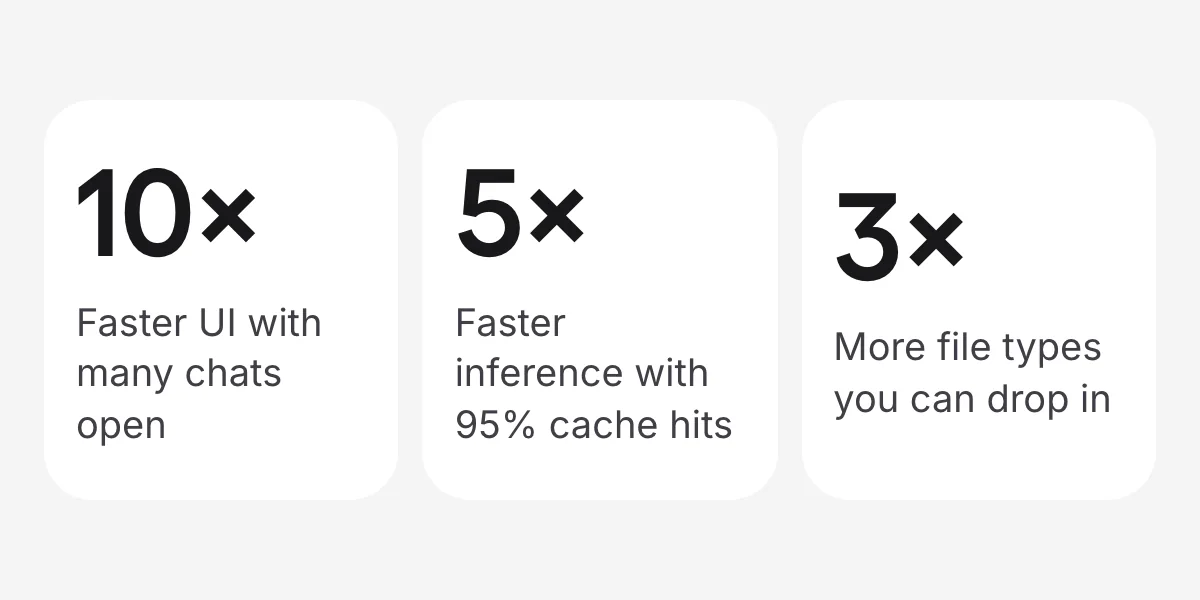 10×
Faster UI with
many chats
open
5×
Faster
inference with
95% cache hits
3×
More file types
you can drop in